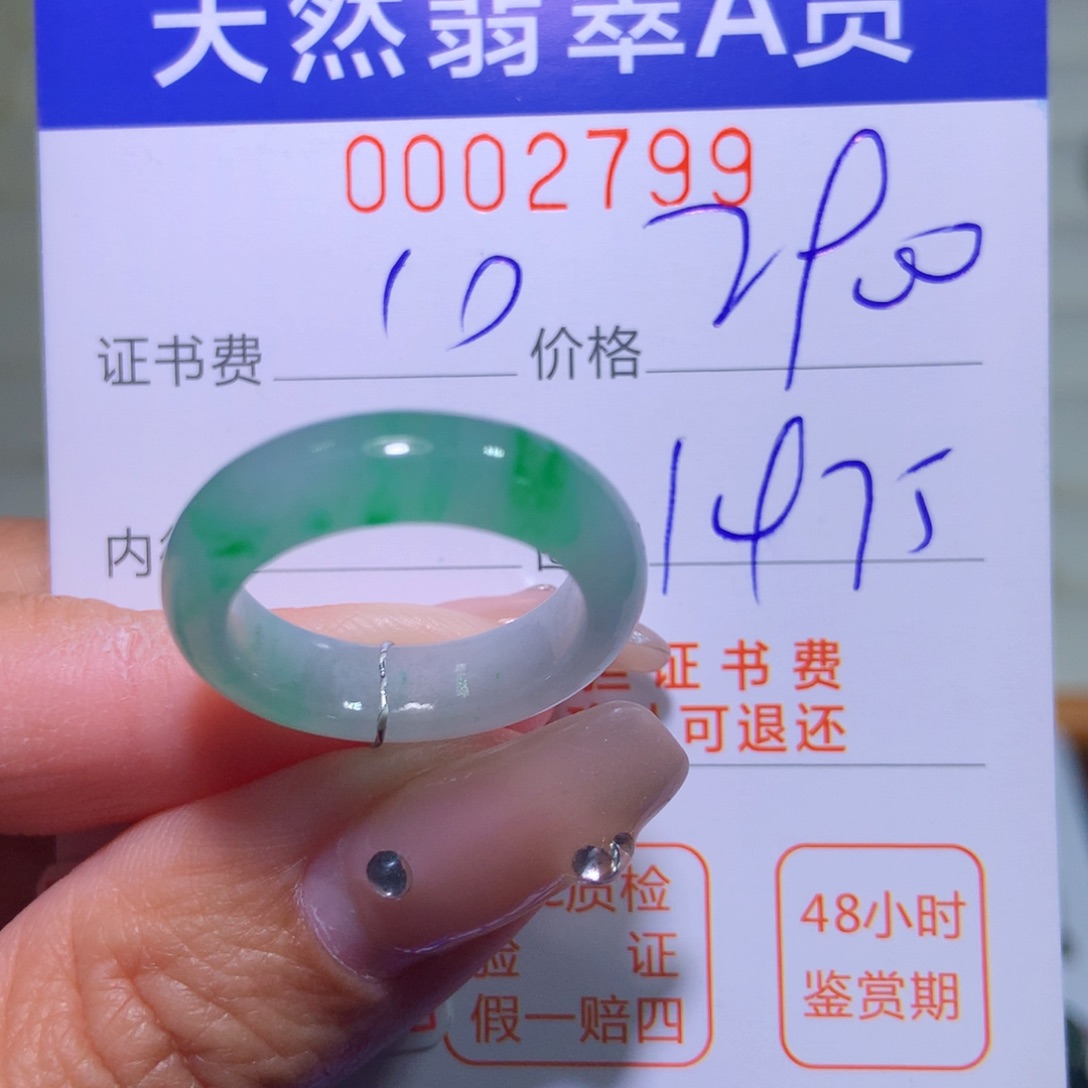 天然翡翠A货
0002799
证书费 10 价格 2900
内
1475
证书费
可退还
质检
验 证
假一赔四
48小时
鉴赏期